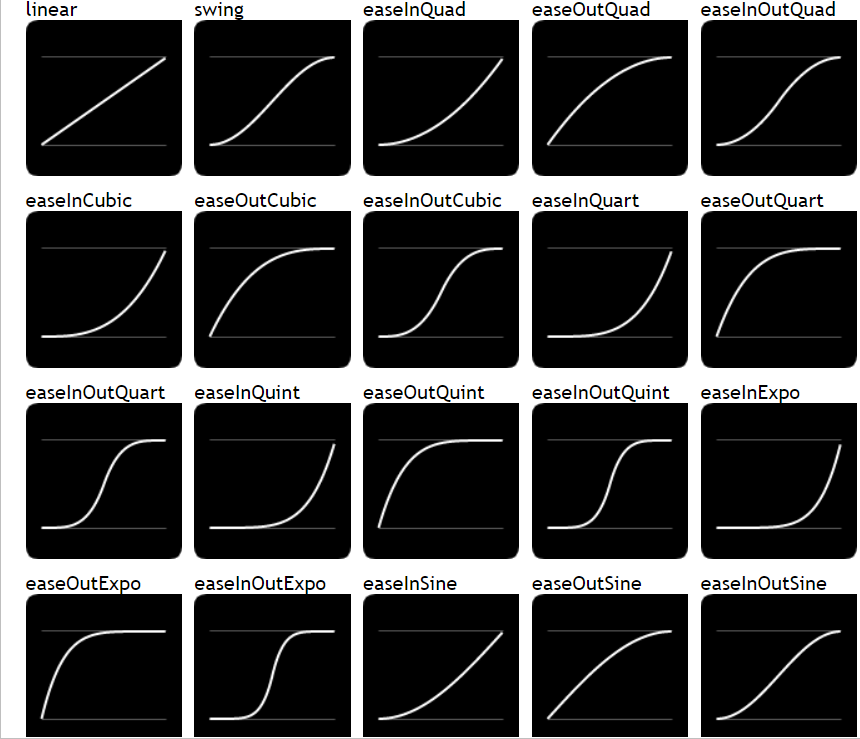 linear swing easeInQuad easeOutQuad easeInOutQuad
easeInCubic easeOutCubic easeInOutCubic easeInQuart easeOutQuart
easeInOutQuart easeInQuint easeOutQuint easeInOutQuint easeInExpo
easeOutExpo easeInOutExpo easeInSine easeOutSine easeInOutSine